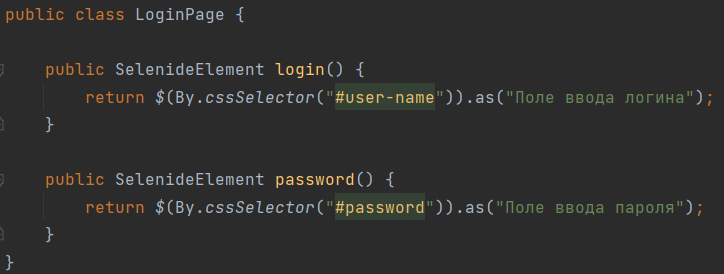 public class LoginPage {
public SelenideElement login() {
return $(By.cssSelector("#user-name")).as("Поле ввода логина");
}
public SelenideElement password() {
return $(By.cssSelector("#password")).as("Поле ввода пароля");
}
}